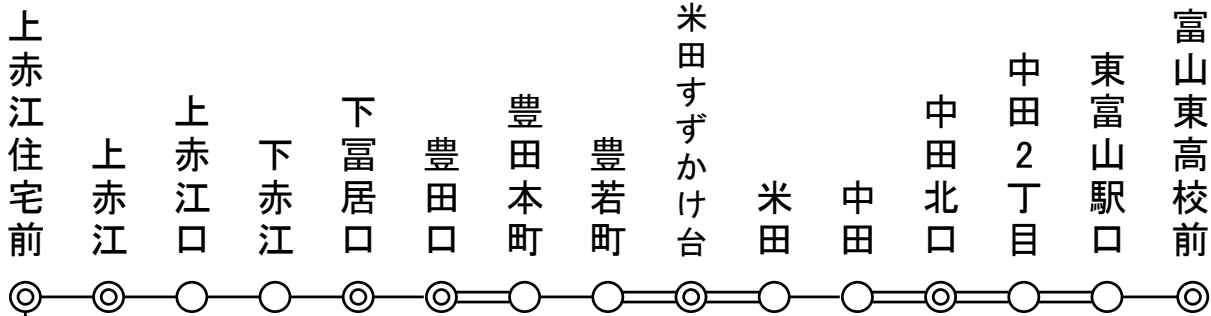 上赤江住宅前
上赤江
上赤江口
下赤江
下冨居口
豊田口
豊田本町
豊若町
米田すずかけ台
米田
中田
中田北口
中田2丁目
東富山駅口
富山東高校前